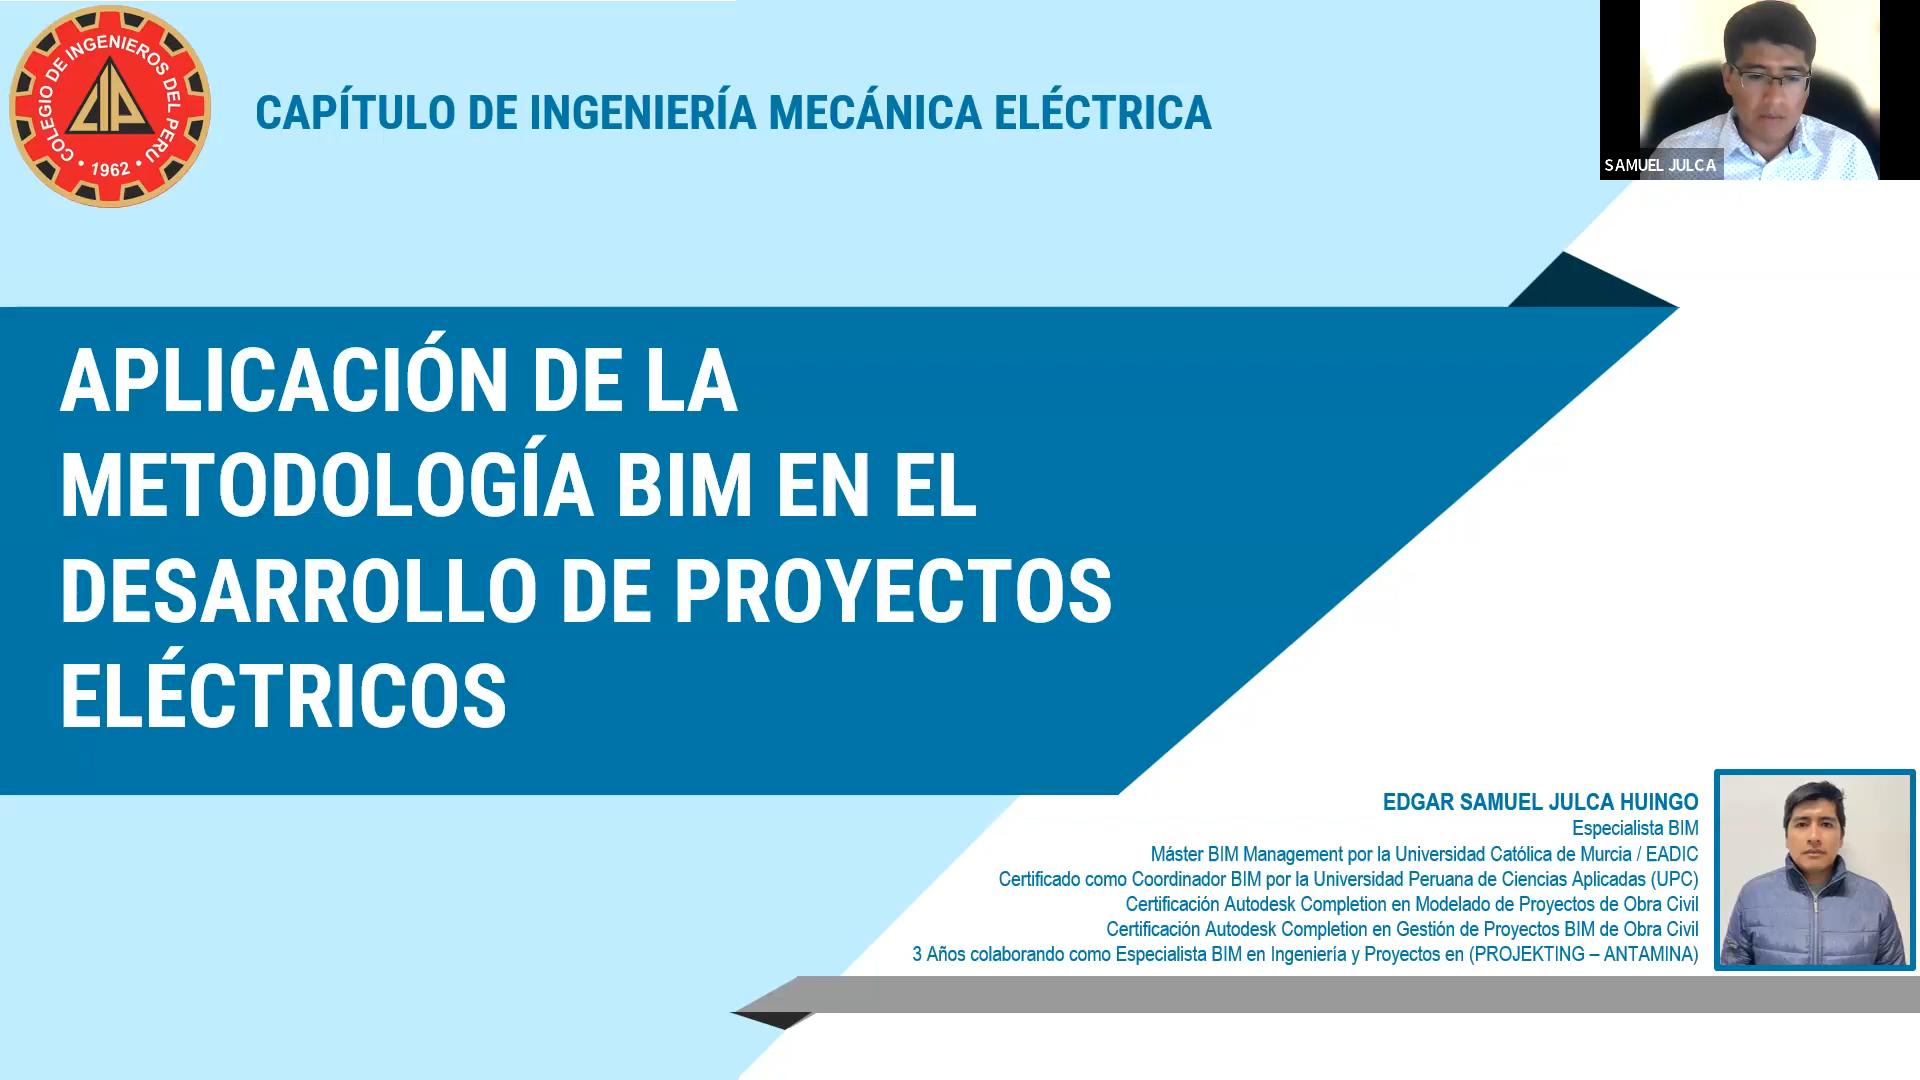 COLEGIO DE INGENIEROS DEL PERU
• 1962 •
CIP
CAPÍTULO DE INGENIERÍA MECÁNICA ELÉCTRICA
SAMUEL JULCA
APLICACIÓN DE LA
METODOLOGÍA BIM EN EL
DESARROLLO DE PROYECTOS
ELÉCTRICOS
EDGAR SAMUEL JULCA HUINGO
Especialista BIM
Máster BIM Management por la Universidad Católica de Murcia / EADIC
Certificado como Coordinador BIM por la Universidad Peruana de Ciencias Aplicadas (UPC)
Certificación Autodesk Completion en Modelado de Proyectos de Obra Civil
Certificación Autodesk Completion en Gestión de Proyectos BIM de Obra Civil
3 Años colaborando como Especialista BIM en Ingeniería y Proyectos en (PROJEKTING – ANTAMINA)